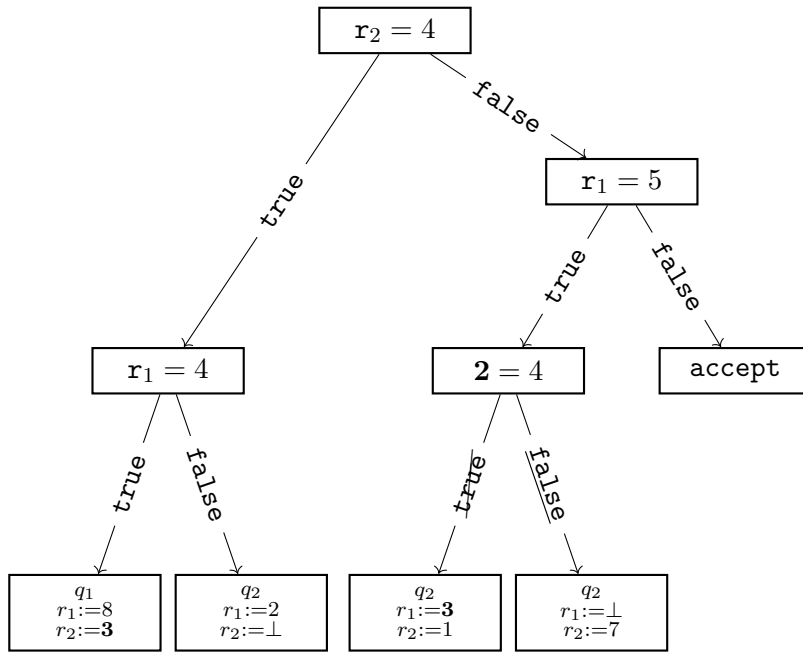 r₂ = 4
false
r₁ = 5
true
true
false
r₁ = 4
2 = 4
accept
true
false
true
false
q₁
r₁:=8
r₂:=3
q₂
r₁:=2
r₂:=⊥
q₂
r₁:=3
r₂:=1
q₂
r₁:=⊥
r₂:=7